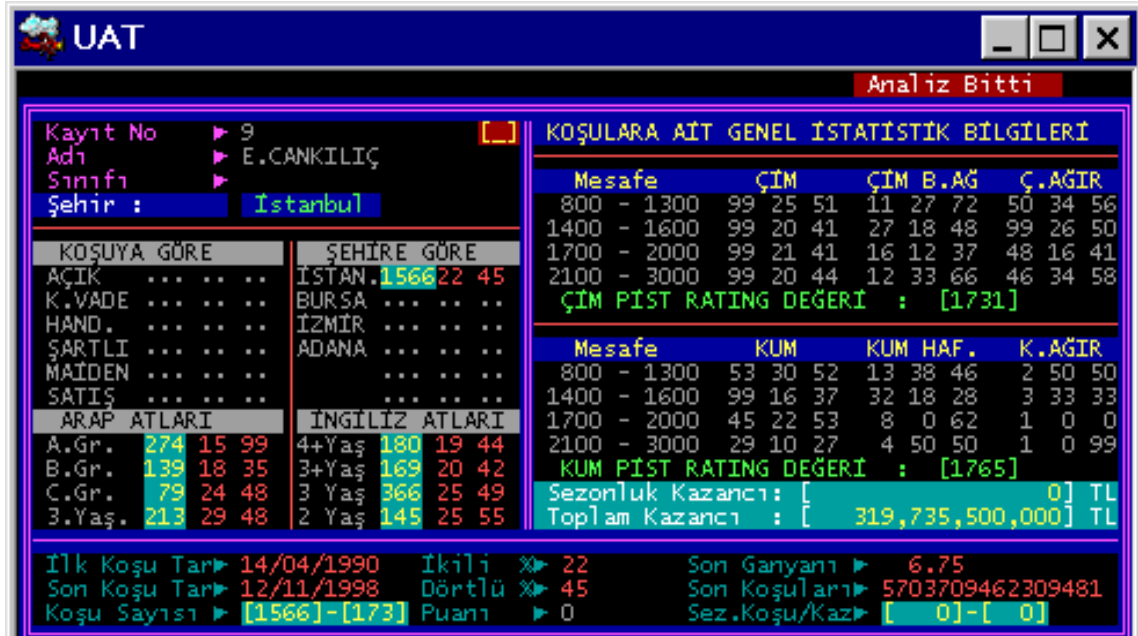 UAT
Analiz Bitti
Kayıt No ► 9 [_]
Adı ► E.CANKILIÇ
Sınıfı ►
Şehir : İstanbul
KOŞUYA GÖRE ŞEHİRE GÖRE
AÇIK ... .. .. İSTAN. 1566 22 45
K.VADE ... .. .. BURSA ... .. ..
HAND. ... .. .. İZMİR ... .. ..
ŞARTLI ... .. .. ADANA ... .. ..
MAİDEN ... .. .. ... .. ..
SATIŞ ... .. .. ... .. ..
ARAP ATLARI İNGİLİZ ATLARI
A.Gr. 274 15 99 4+Yaş 180 19 44
B.Gr. 139 18 35 3+Yaş 169 20 42
C.Gr. 79 24 48 3 Yaş 366 25 49
3.Yaş. 213 29 48 2 Yaş 145 25 55
KOŞULARA AİT GENEL İSTATİSTİK BİLGİLERİ
Mesafe ÇİM ÇİM B.AĞ Ç.AĞIR
800 - 1300 99 25 51 11 27 72 50 34 56
1400 - 1600 99 20 41 27 18 48 99 26 50
1700 - 2000 99 21 41 16 12 37 48 16 41
2100 - 3000 99 20 44 12 33 66 46 34 58
ÇİM PİST RATING DEĞERİ : [1731]
Mesafe KUM KUM HAF. K.AĞIR
800 - 1300 53 30 52 13 38 46 2 50 50
1400 - 1600 99 16 37 32 18 28 3 33 33
1700 - 2000 45 22 53 8 0 62 1 0 0
2100 - 3000 29 10 27 4 50 50 1 0 99
KUM PİST RATING DEĞERİ : [1765]
Sezonluk Kazancı: [ 0] TL
Toplam Kazancı : [ 319,735,500,000] TL
İlk Koşu Tar► 14/04/1990 İkili %► 22 Son Ganyanı ► 6.75
Son Koşu Tar► 12/11/1998 Dörtlü %► 45 Son Koşuları► 5703709462309481
Koşu Sayısı ► [1566]-[173] Puanı ► 0 Sez.Koşu/Kaz► [ 0]-[ 0]